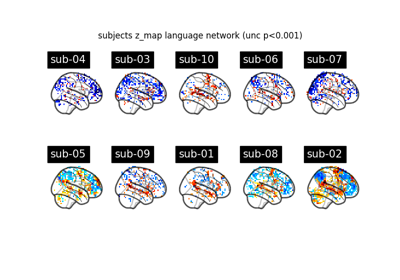 subjects z_map language network (unc p<0.001)
sub-04 sub-03 sub-10 sub-06 sub-07
sub-05 sub-09 sub-01 sub-08 sub-02